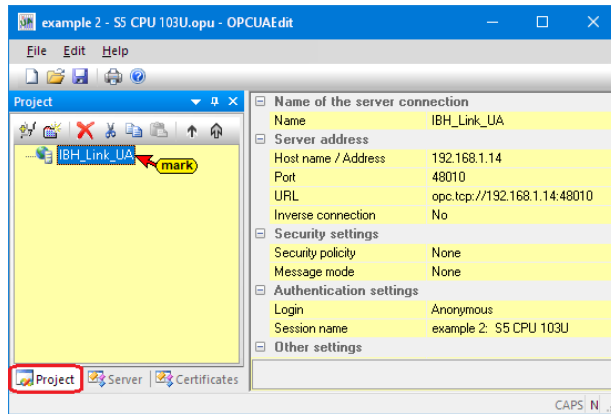 example 2 - S5 CPU 103U.opu - OPCUAEdit
File Edit Help
Project
IBH_Link_UA
mark
Name of the server connection
Name IBH_Link_UA
Server address
Host name / Address 192.168.1.14
Port 48010
URL opc.tcp://192.168.1.14:48010
Inverse connection No
Security settings
Security policity None
Message mode None
Authentication settings
Login Anonymous
Session name example 2: S5 CPU 103U
Other settings
Project Server Certificates
CAPS N